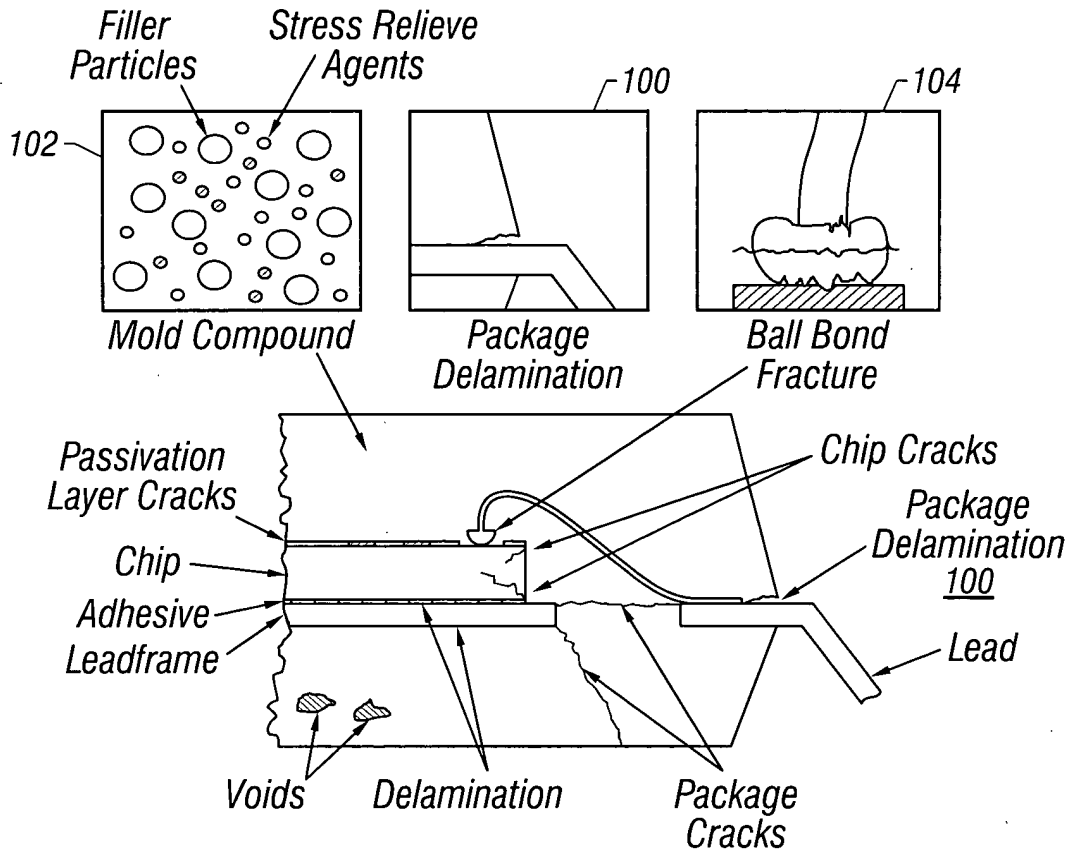 Filler
Particles
Stress Relieve
Agents
102
100
104
Mold Compound
Package
Delamination
Ball Bond
Fracture
Passivation
Layer Cracks
Chip Cracks
Package
Delamination
100
Chip
Adhesive
Leadframe
Lead
Voids
Delamination
Package
Cracks